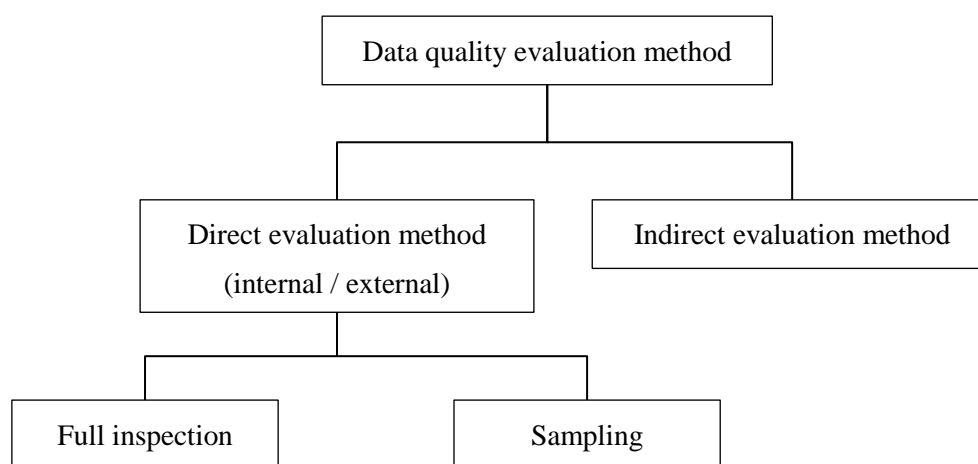 Data quality evaluation method
Direct evaluation method
(internal / external)
Indirect evaluation method
Full inspection
Sampling